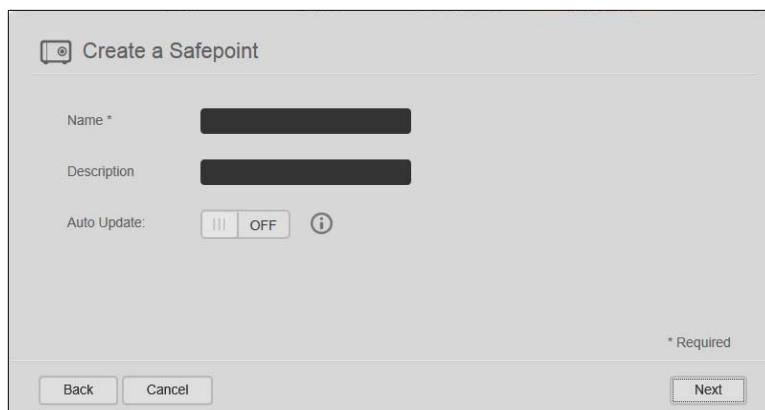 Create a Safepoint
Name *
Description
Auto Update:
OFF
* Required
Back
Cancel
Next